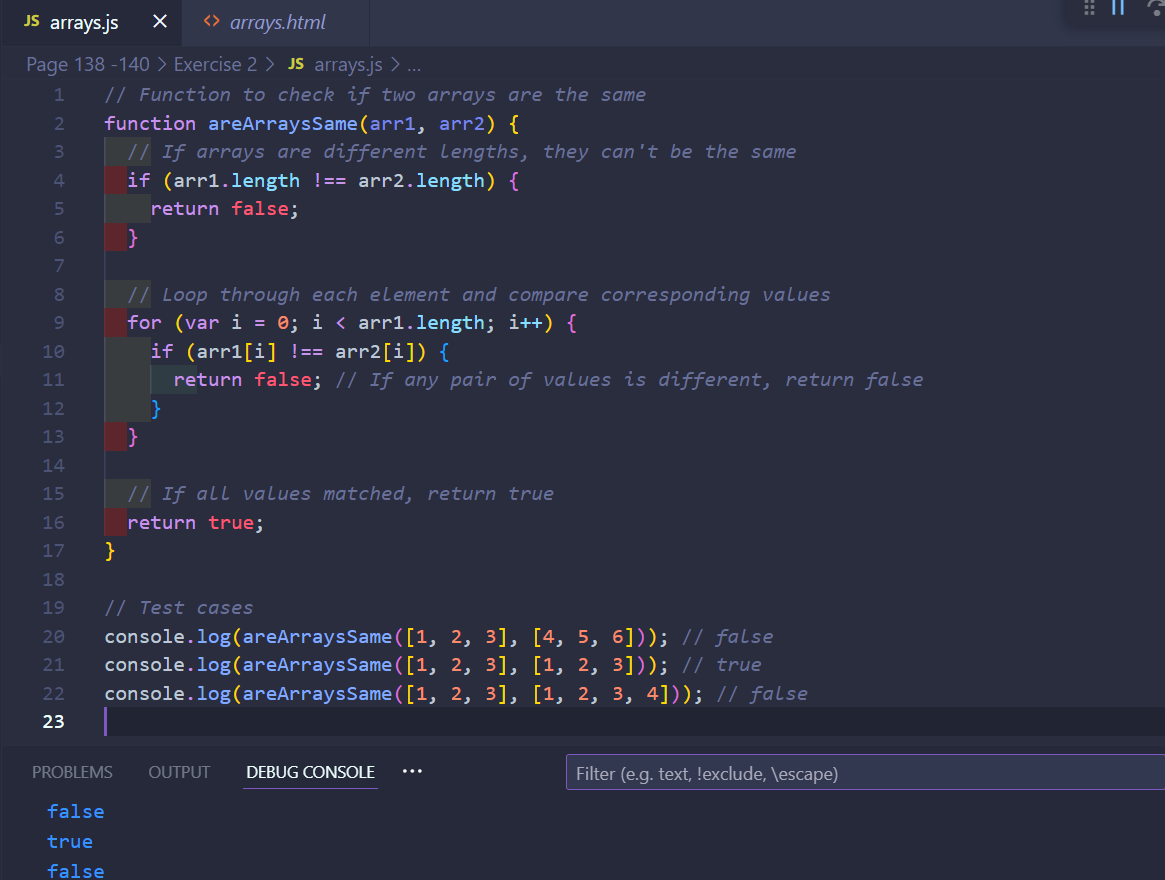 JS arrays.js × <> arrays.html
Page 138 -140 > Exercise 2 > JS arrays.js > ...
1 // Function to check if two arrays are the same
2 function areArraysSame(arr1, arr2) {
3   // If arrays are different lengths, they can't be the same
4   if (arr1.length !== arr2.length) {
5     return false;
6   }
7
8   // Loop through each element and compare corresponding values
9   for (var i = 0; i < arr1.length; i++) {
10     if (arr1[i] !== arr2[i]) {
11       return false; // If any pair of values is different, return false
12     }
13   }
14
15   // If all values matched, return true
16   return true;
17 }
18
19 // Test cases
20 console.log(areArraysSame([1, 2, 3], [4, 5, 6])); // false
21 console.log(areArraysSame([1, 2, 3], [1, 2, 3])); // true
22 console.log(areArraysSame([1, 2, 3], [1, 2, 3, 4])); // false
23
PROBLEMS OUTPUT DEBUG CONSOLE ··· Filter (e.g. text, !exclude, \escape)
false
true
false